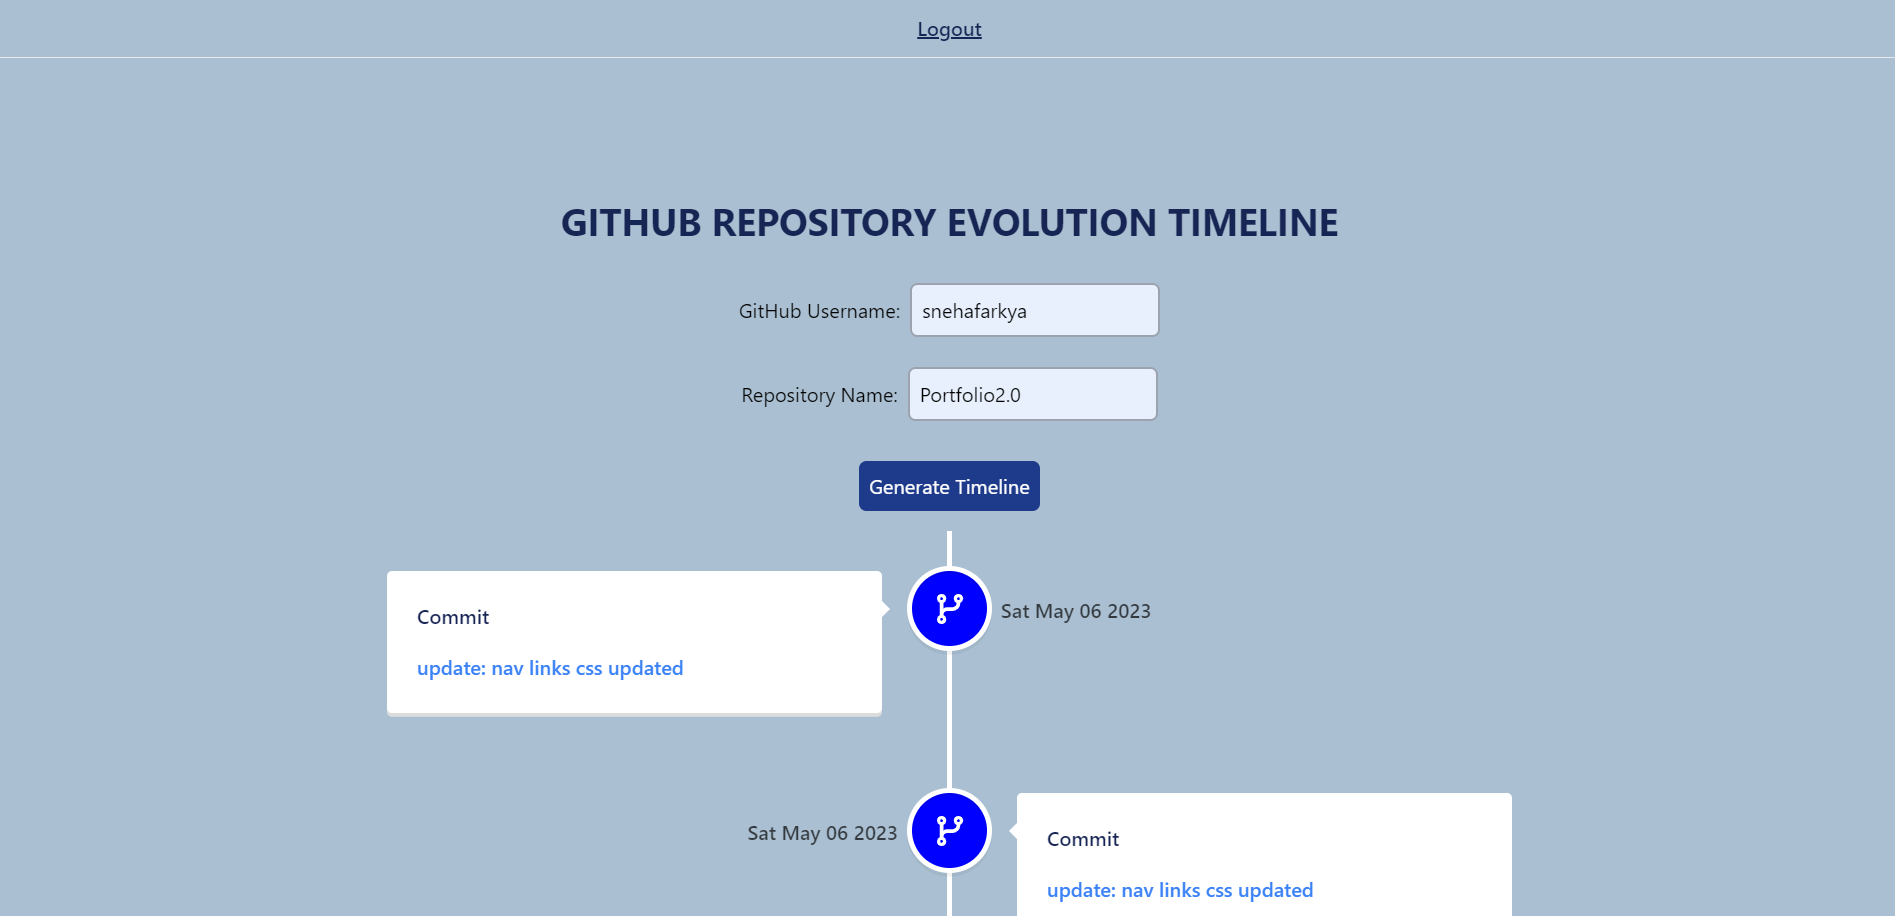 Logout
GITHUB REPOSITORY EVOLUTION TIMELINE
GitHub Username: snehafarkya
Repository Name: Portfolio2.0
Generate Timeline
Commit
update: nav links css updated
Sat May 06 2023
Sat May 06 2023
Commit
update: nav links css updated